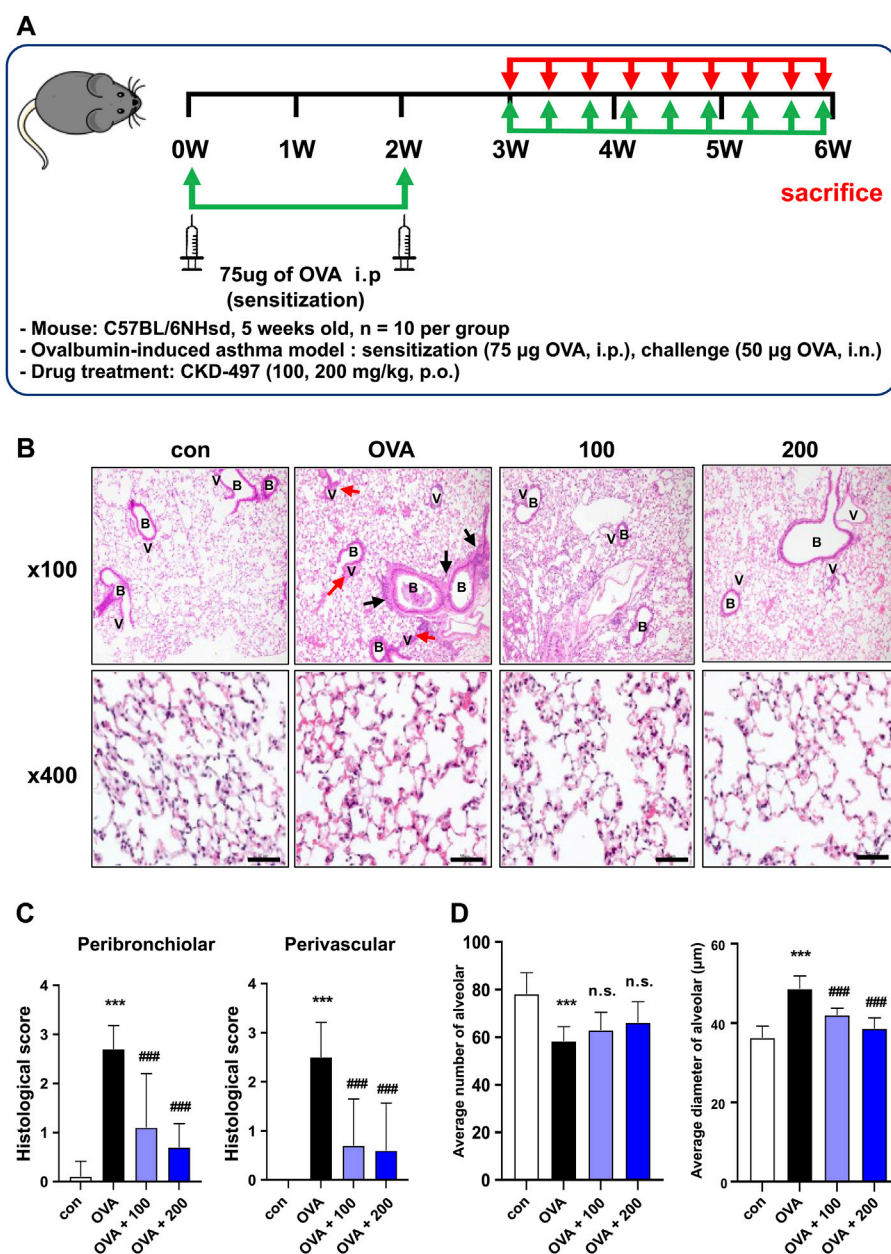 A
0W 1W 2W 3W 4W 5W 6W
sacrifice
75ug of OVA i.p
(sensitization)
- Mouse: C57BL/6NHsd, 5 weeks old, n = 10 per group
- Ovalbumin-induced asthma model : sensitization (75 µg OVA, i.p.), challenge (50 µg OVA, i.n.)
- Drug treatment: CKD-497 (100, 200 mg/kg, p.o.)
B
con OVA 100 200
x100
V B B
B
V
B
V
V V
B
V
B B
V
B
V
B
V B
B
V
B
V
V
B
x400
C
Peribronchiolar
Histological score
4
3
2
1
0
***
###
###
con OVA OVA + 100 OVA + 200
Perivascular
Histological score
4
3
2
1
0
***
###
###
con OVA OVA + 100 OVA + 200
D
Average number of alveolar
100
80
60
40
20
0
***
n.s.
n.s.
con OVA OVA + 100 OVA + 200
Average diameter of alveolar (µm)
60
40
20
0
***
###
###
con OVA OVA + 100 OVA + 200